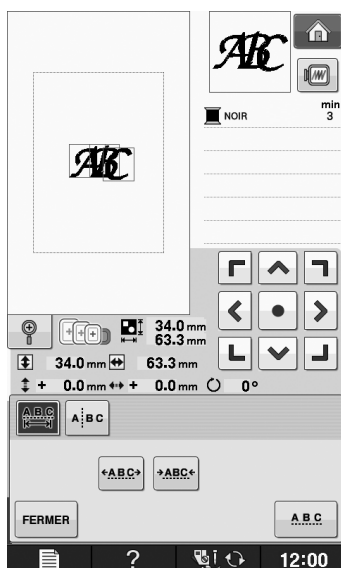 ABC
min
NOIR 3
ABC
34.0 mm
63.3 mm
34.0 mm 63.3 mm
+ 0.0 mm + 0.0 mm 0°
ABC A BC
ABC ABC
FERMER ABC
? 12:00